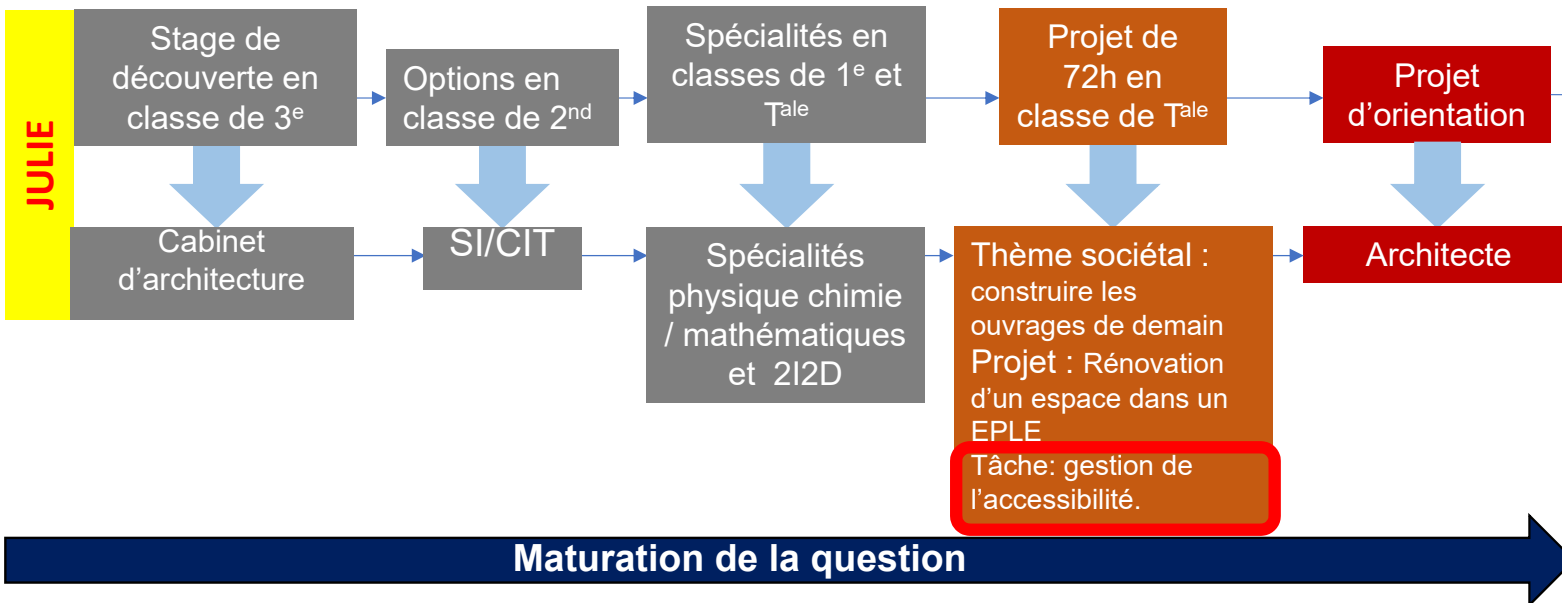 JULIE
Stage de
découverte en
classe de 3e
Options en
classe de 2nd
Spécialités en
classes de 1e et
Tale
Projet de
72h en
classe de Tale
Projet
d'orientation
Cabinet
d'architecture
SI/CIT
Spécialités
physique chimie
/ mathématiques
et 2I2D
Thème sociétal :
construire les
ouvrages de demain
Projet : Rénovation
d'un espace dans un
EPLE
Tâche: gestion de
l'accessibilité.
Architecte
Maturation de la question